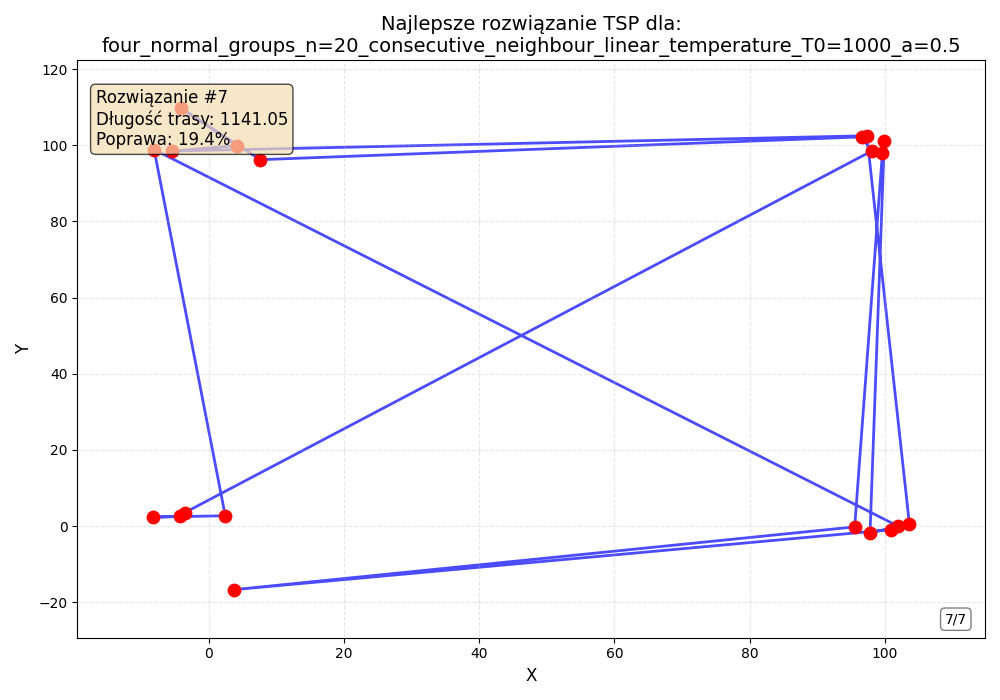 Najlepsze rozwiązanie TSP dla:
four_normal_groups_n=20_consecutive_neighbour_linear_temperature_T0=1000_a=0.5
Rozwiązanie #7
Długość trasy: 1141.05
Poprawa: 19.4%
120
100
80
60
40
20
0
−20
Y
7/7
0
20
40
60
80
100
X